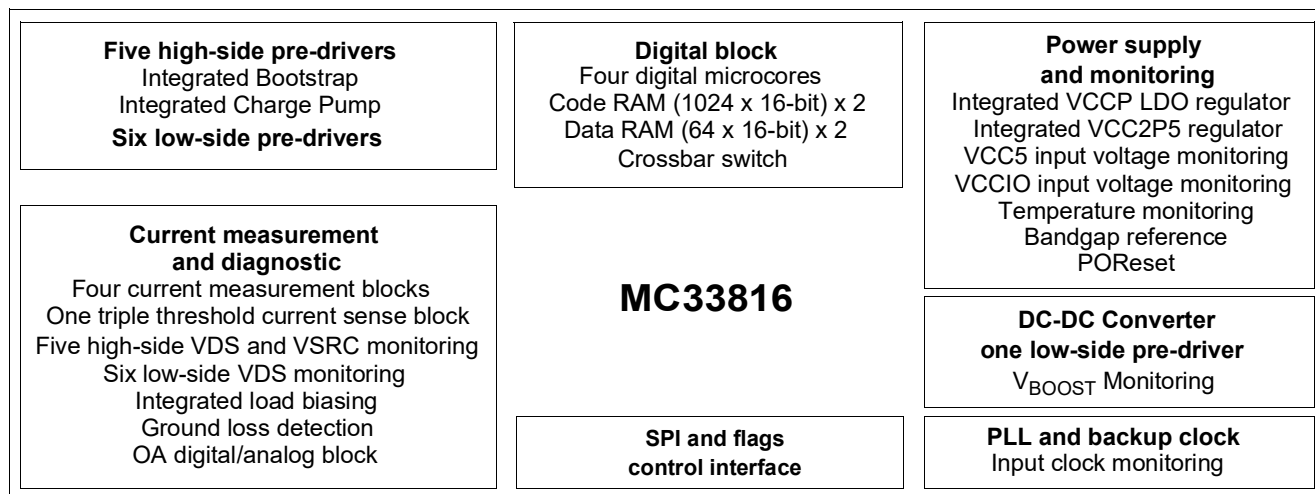 Five high-side pre-drivers
Integrated Bootstrap
Integrated Charge Pump
Six low-side pre-drivers
Current measurement
and diagnostic
Four current measurement blocks
One triple threshold current sense block
Five high-side VDS and VSRC monitoring
Six low-side VDS monitoring
Integrated load biasing
Ground loss detection
OA digital/analog block
Digital block
Four digital microcores
Code RAM (1024 x 16-bit) x 2
Data RAM (64 x 16-bit) x 2
Crossbar switch
MC33816
SPI and flags
control interface
Power supply
and monitoring
Integrated VCCP LDO regulator
Integrated VCC2P5 regulator
VCC5 input voltage monitoring
VCCIO input voltage monitoring
Temperature monitoring
Bandgap reference
POReset
DC-DC Converter
one low-side pre-driver
VBOOST Monitoring
PLL and backup clock
Input clock monitoring